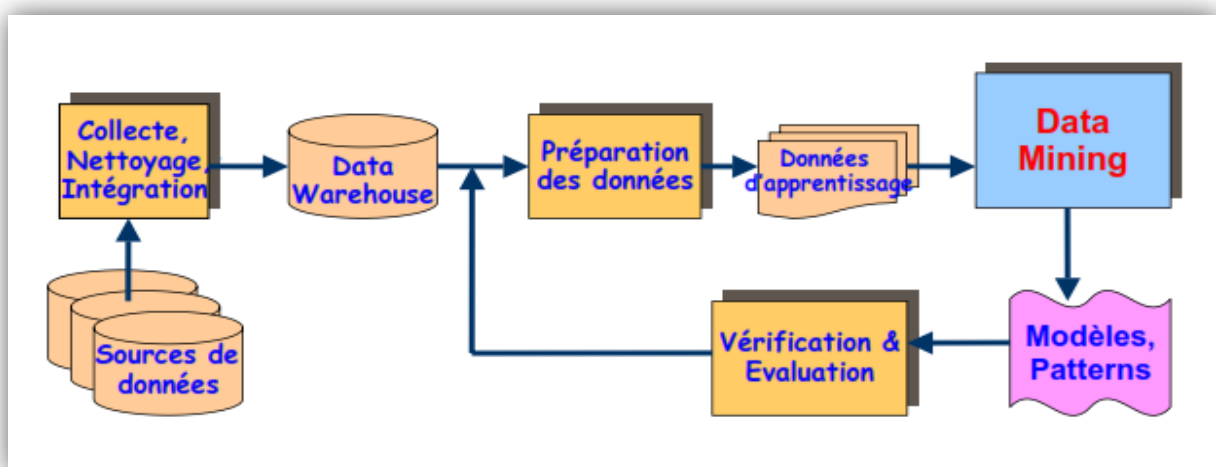 Collecte,
Nettoyage,
Intégration
Data
Warehouse
Préparation
des données
Données
d'apprentissage
Data
Mining
Sources de
données
Vérification &
Evaluation
Modèles,
Patterns